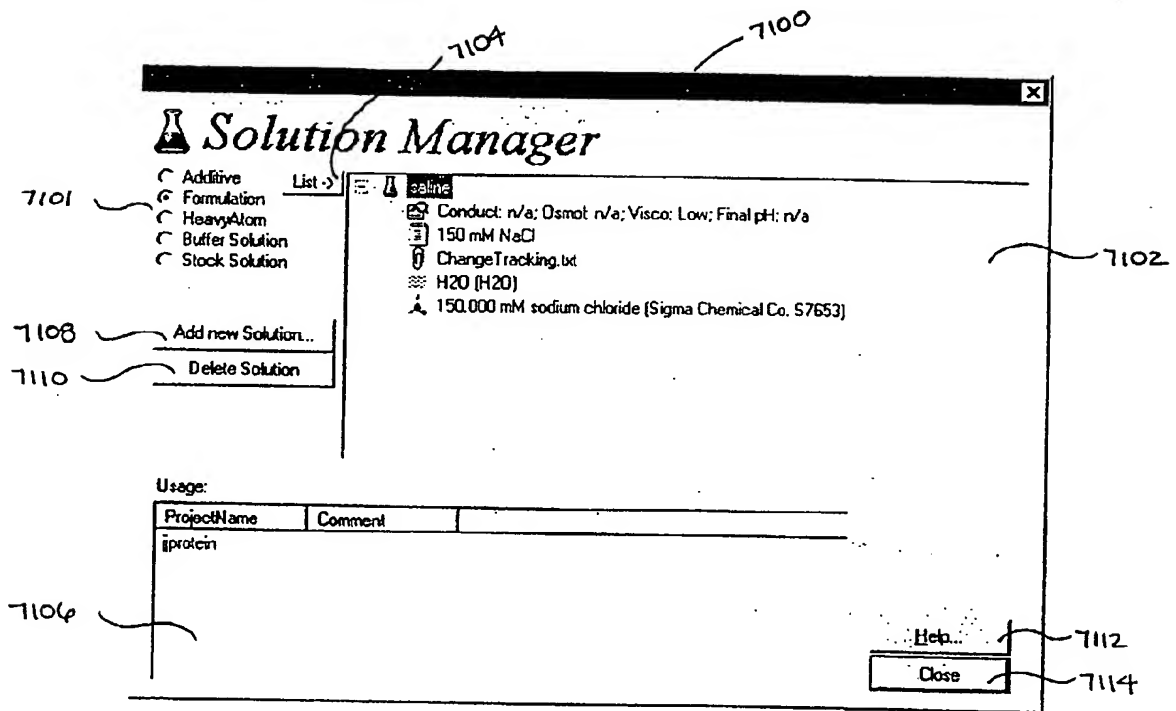 7104
7100
Solution Manager
Additive
List ->
Formulation
HeavyAtom
Buffer Solution
Stock Solution
7101
saline
Conduct: n/a; Osmot n/a; Visco: Low; Final pH: n/a
150 mM NaCl
ChangeTracking.txt
H2O (H2O)
150.000 mM sodium chloride (Sigma Chemical Co. S7653)
7102
7108
Add new Solution...
7110
Delete Solution
Usage:
ProjectName
Comment
jjprotein
7106
Help...
7112
Close
7114